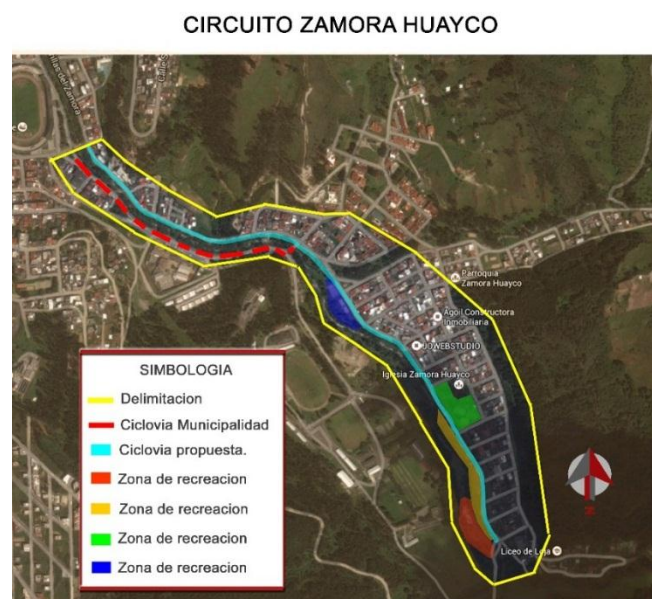 CIRCUITO ZAMORA HUAYCO
Parroquia
Zamora Huayco
Agoil Constructora
Inmobiliaria
JOWEBSTUDIO
Iglesia Zamora Huayco
SIMBOLOGIA
Delimitacion
Ciclovia Municipalidad
Ciclovia propuesta.
Zona de recreacion
Zona de recreacion
Zona de recreacion
Zona de recreacion
Liceo de Loja